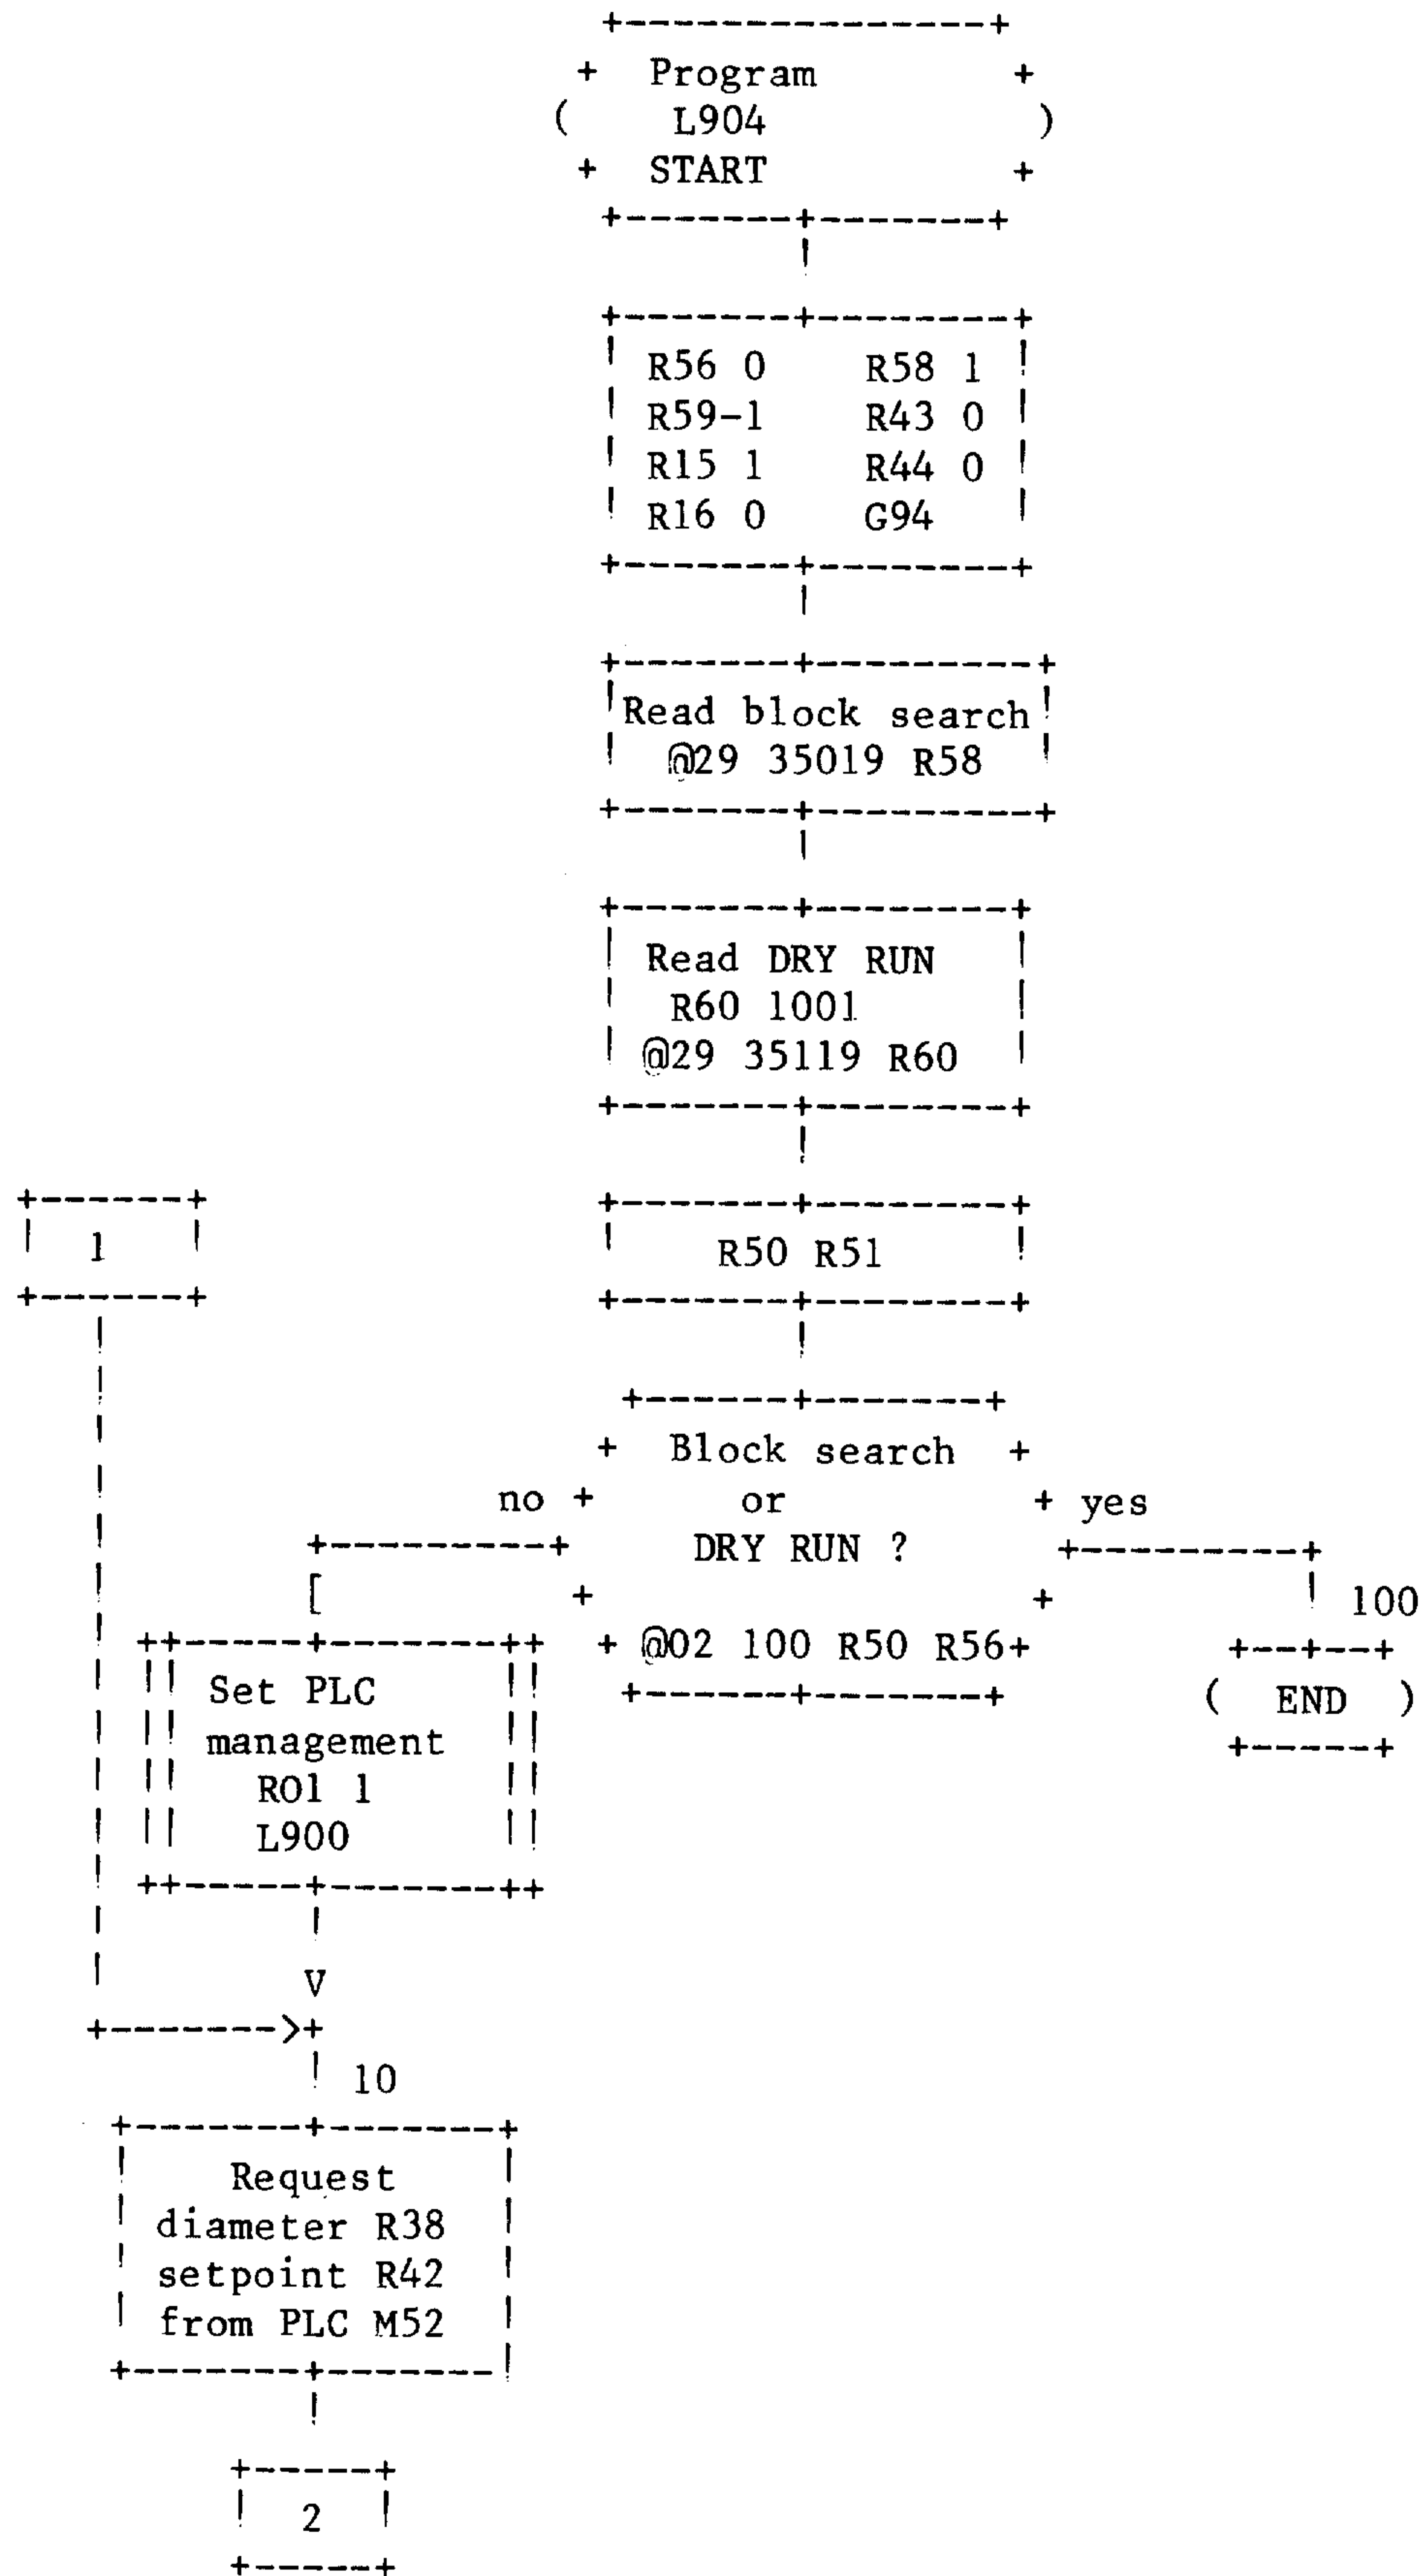 Program
L904
START
R56 0 R58 1
R59-1 R43 0
R15 1 R44 0
R16 0 G94
Read block search
@29 35019 R58
Read DRY RUN
R60 1001
@29 35119 R60
1
R50 R51
Block search
no or yes
DRY RUN ?
100
@02 100 R50 R56
Set PLC
END
management
R01 1
L900
V
10
Request
diameter R38
setpoint R42
from PLC M52
2